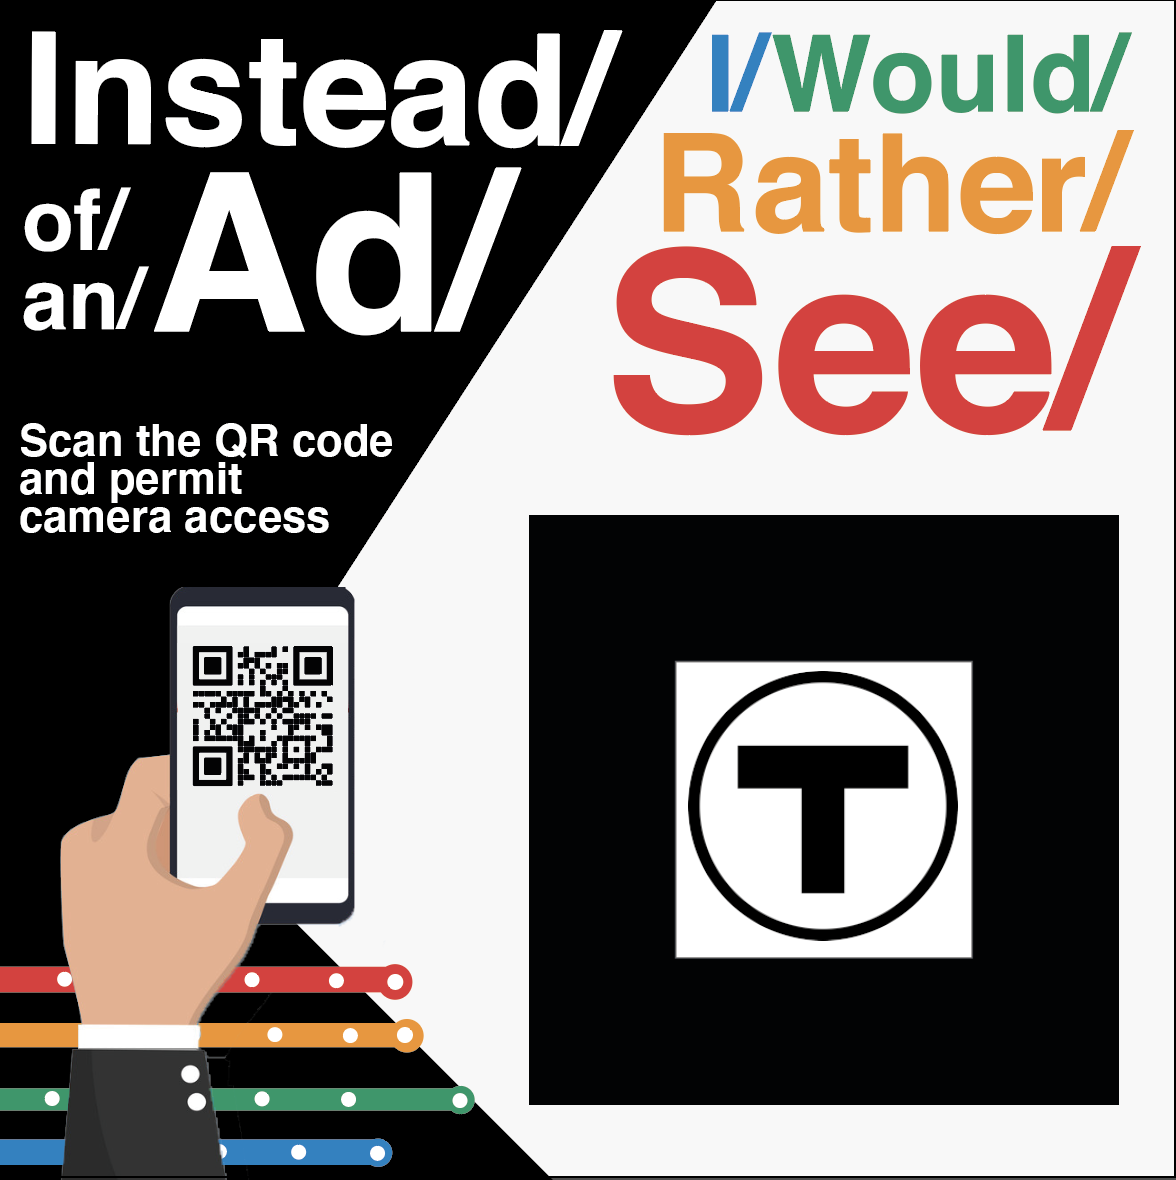 Instead/
of/
an/Ad/
I/Would/
Rather/
See/
Scan the QR code
and permit
camera access
T